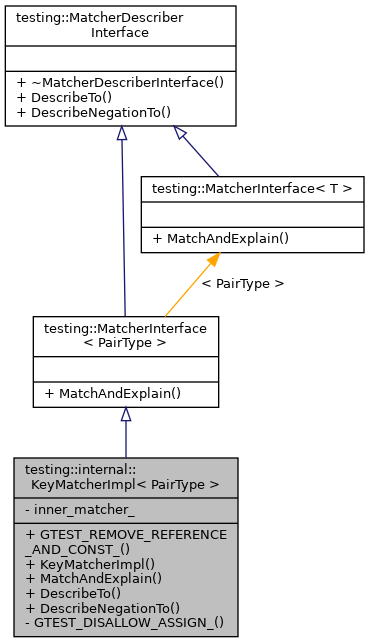 testing::MatcherDescriber
Interface
+ ~MatcherDescriberInterface()
+ DescribeTo()
+ DescribeNegationTo()
testing::MatcherInterface< T >
+ MatchAndExplain()
< PairType >
testing::MatcherInterface
< PairType >
+ MatchAndExplain()
testing::internal::
KeyMatcherImpl< PairType >
- inner_matcher_
+ GTEST_REMOVE_REFERENCE
_AND_CONST_()
+ KeyMatcherImpl()
+ MatchAndExplain()
+ DescribeTo()
+ DescribeNegationTo()
- GTEST_DISALLOW_ASSIGN_()